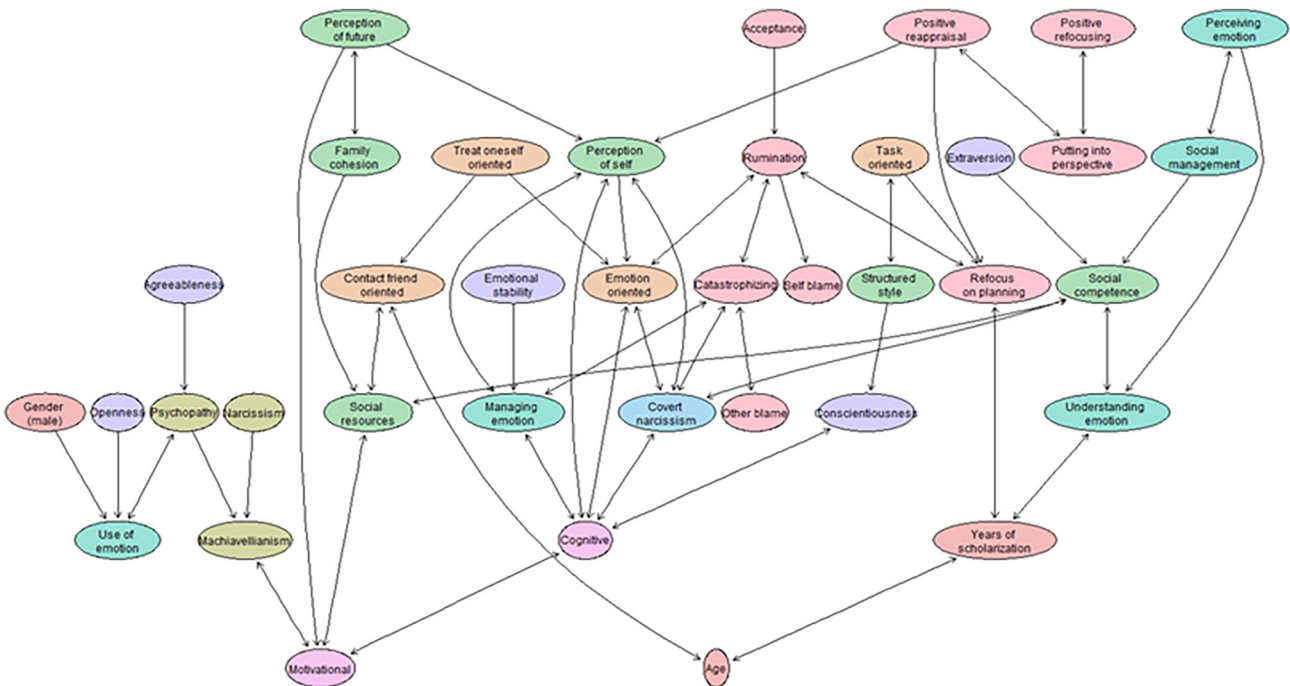 Perception
of future
Acceptance
Positive
reappraisal
Positive
refocusing
Perceiving
emotion
Family
cohesion
Treat oneself
oriented
Perception
of self
Rumination
Task
oriented
Extraversion
Putting into
perspective
Social
management
Agreeableness
Contact friend
oriented
Emotional
stability
Emotion
oriented
Catastrophizing
Self blame
Structured
style
Refocus
on planning
Social
competence
Gender
(male)
Openness
Psychopathy
Narcissism
Social
resources
Managing
emotion
Covert
narcissism
Other blame
Conscientiousness
Understanding
emotion
Use of
emotion
Machiavellianism
Cognitive
Years of
scholarization
Motivational
Age